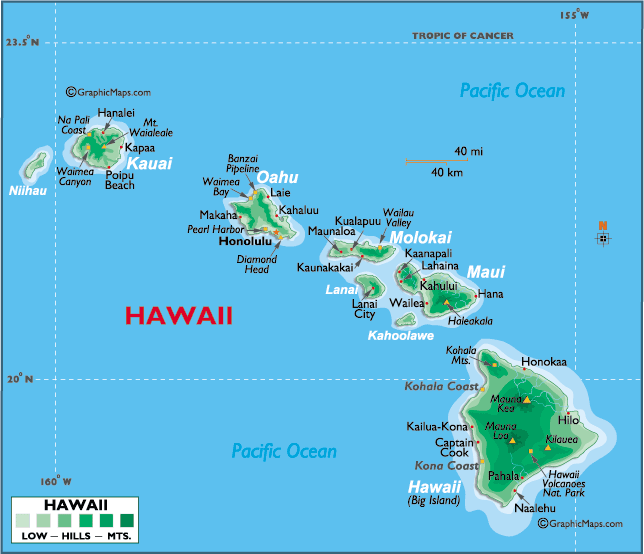 155°W
23.5°N
TROPIC OF CANCER
©GraphicMaps.com
Pacific Ocean
Hanalei
Na Pali
Coast
Mt.
Waialeale
Kapaa
Kauai
Waimea
Canyon
Poipu
Beach
Niihau
40 mi
40 km
Banzai
Pipeline
Oahu
Waimea
Bay
Laie
Makaha
Kahaluu
Pearl Harbor
Honolulu
Diamond
Head
Wailau
Valley
Kualapuu
Maunaloa
Molokai
Kaunakakai
N
Kaanapali
Lahaina
Maui
Kahului
Hana
Lanai
Lanai
City
Wailea
Haleakala
Kahoolawe
HAWAII
Kohala
Mts.
Honokaa
20°N
Kohala Coast
Mauna
Kea
Hilo
Kailua-Kona
Mauna
Loa
Kilauea
Captain
Cook
Pacific Ocean
Kona Coast
Hawaii
Volcanoes
Nat. Park
Pahala
Hawaii
(Big Island)
Naalehu
160°W
©GraphicMaps.com
HAWAII
LOW – HILLS – MTS.